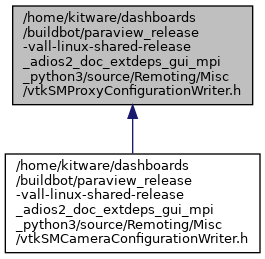 /home/kitware/dashboards
/buildbot/paraview_release
-vall-linux-shared-release
_adios2_doc_extdeps_gui_mpi
_python3/source/Remoting/Misc
/vtkSMProxyConfigurationWriter.h
/home/kitware/dashboards
/buildbot/paraview_release
-vall-linux-shared-release
_adios2_doc_extdeps_gui_mpi
_python3/source/Remoting/Misc
/vtkSMCameraConfigurationWriter.h